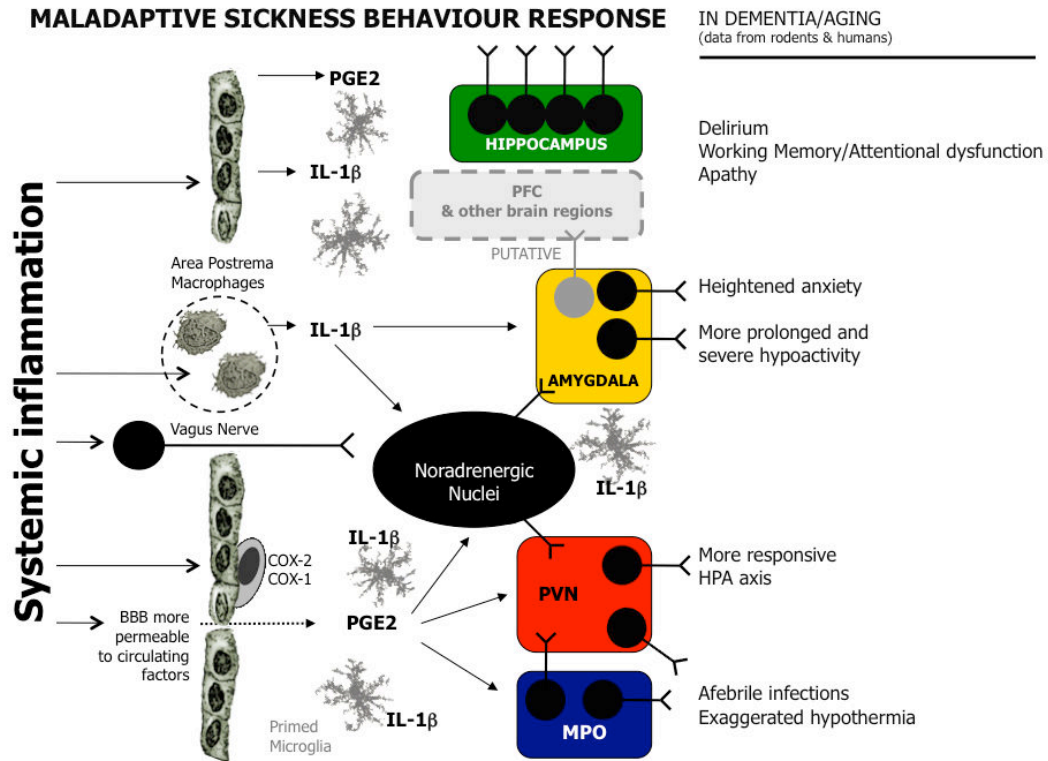 MALADAPTIVE SICKNESS BEHAVIOUR RESPONSE
IN DEMENTIA/AGING
(data from rodents & humans)
Systemic inflammation
PGE2
IL-1β
HIPPOCAMPUS
Delirium
Working Memory/Attentional dysfunction
Apathy
PFC
& other brain regions
PUTATIVE
Area Postrema
Macrophages
IL-1β
AMYGDALA
Heightened anxiety
More prolonged and
severe hypoactivity
Vagus Nerve
Noradrenergic
Nuclei
IL-1β
COX-2
COX-1
IL-1β
PGE2
PVN
More responsive
HPA axis
BBB more
permeable
to circulating
factors
Primed
Microglia
IL-1β
MPO
Afebrile infections
Exaggerated hypothermia